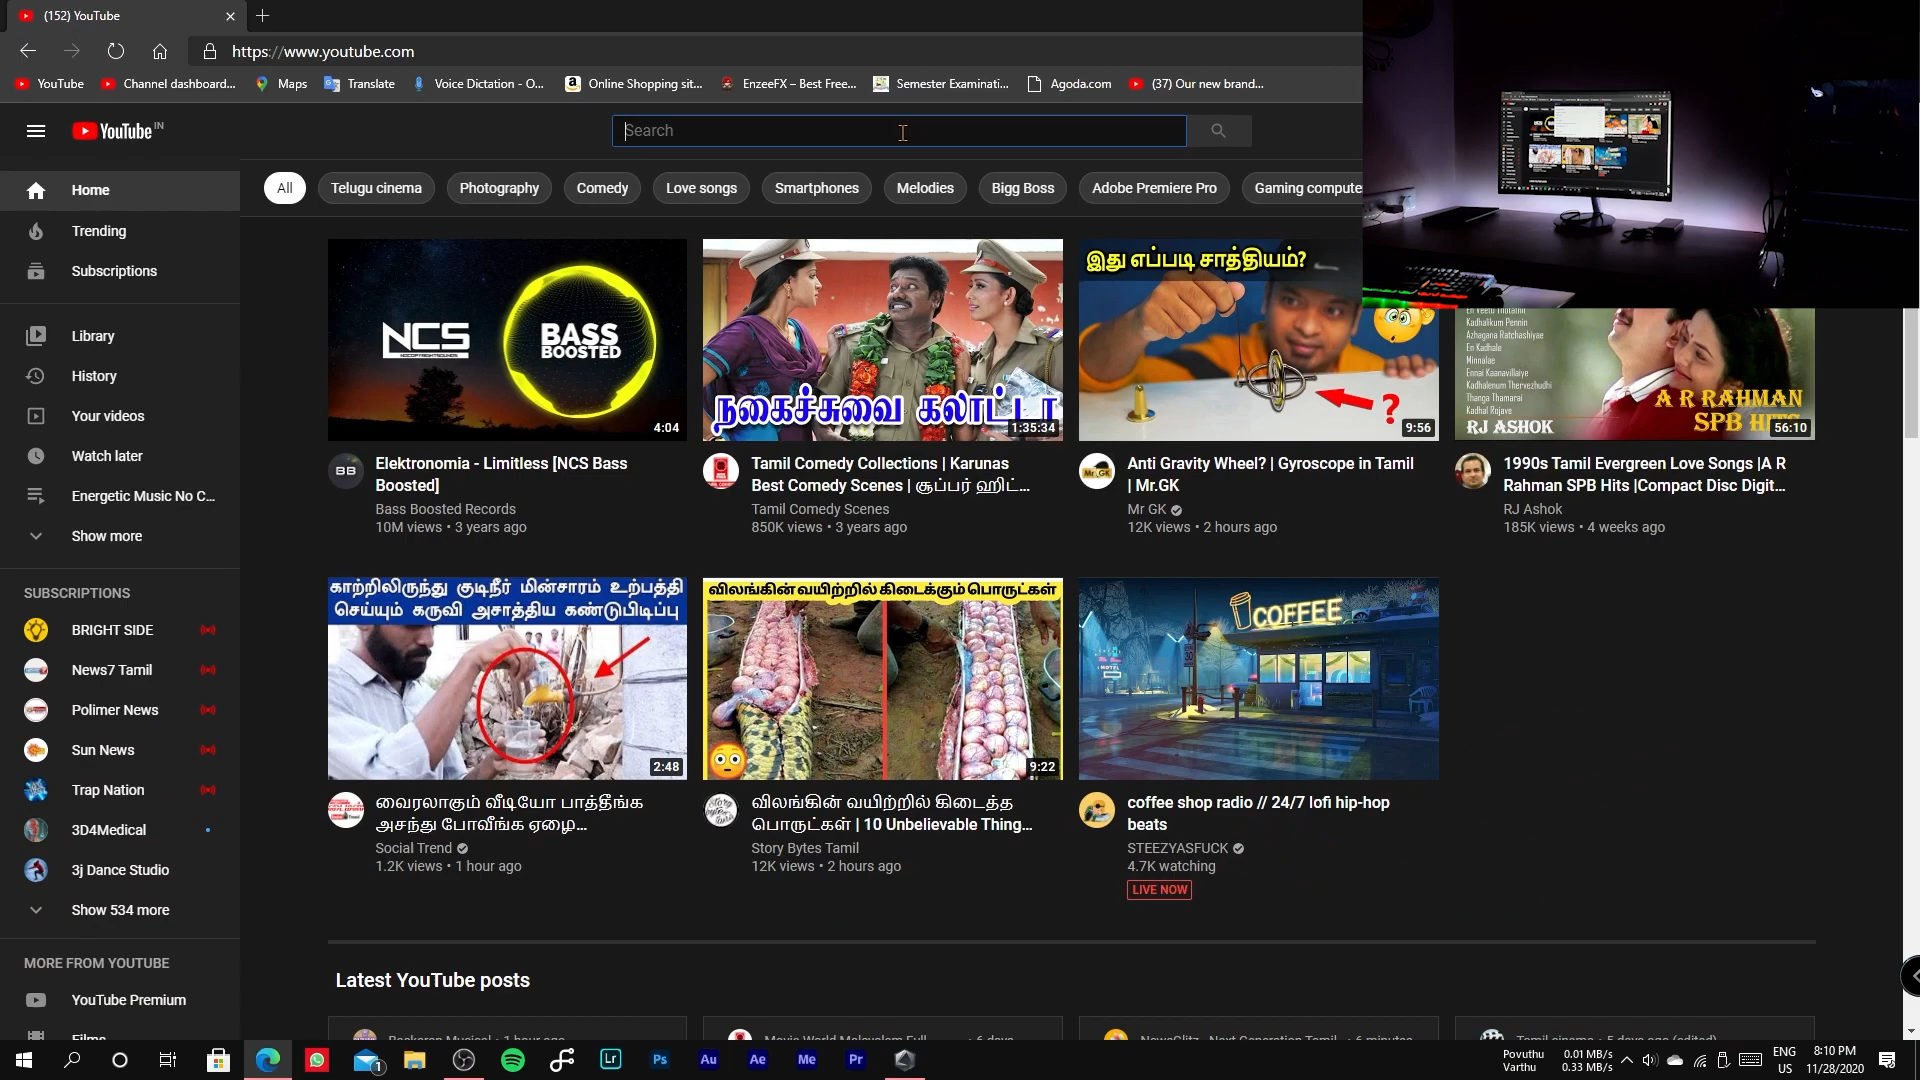 (152) YouTube
https://www.youtube.com
YouTube
Channel dashboard...
Maps
Translate
Voice Dictation - O...
Online Shopping sit...
EnzeeFX – Best Free...
Semester Examinati...
Agoda.com
(37) Our new brand...
YouTube IN
Search
Home
Trending
Subscriptions
Library
History
Your videos
Watch later
Energetic Music No C...
Show more
SUBSCRIPTIONS
BRIGHT SIDE
News7 Tamil
Polimer News
Sun News
Trap Nation
3D4Medical
3j Dance Studio
Show 534 more
MORE FROM YOUTUBE
YouTube Premium
Films
All
Telugu cinema
Photography
Comedy
Love songs
Smartphones
Melodies
Bigg Boss
Adobe Premiere Pro
Gaming compute
NCS
BASS
BOOSTED
4:04
BB
Elektronomia - Limitless [NCS Bass
Boosted]
Bass Boosted Records
10M views • 3 years ago
நகைச்சுவை கலாட்டா
1:35:34
Tamil Comedy Collections | Karunas
Best Comedy Scenes | சூப்பர் ஹிட்...
Tamil Comedy Scenes
850K views • 3 years ago
இது எப்படி சாத்தியம்?
?
9:56
Mr.GK
Anti Gravity Wheel? | Gyroscope in Tamil
| Mr.GK
Mr GK
12K views • 2 hours ago
Kadhalikum Pennin
Azhagana Ratchashiyae
En Kadhale
Minnalae
Ennai Kaanavillaiye
Kadhalenum Thervezhudhi
Thanga Thamarai
Kadhal Rojave
RJ ASHOK
A R RAHMAN
SPB HITS
56:10
1990s Tamil Evergreen Love Songs |A R
Rahman SPB Hits |Compact Disc Digit...
RJ Ashok
185K views • 4 weeks ago
காற்றிலிருந்து குடிநீர் மின்சாரம் உற்பத்தி
செய்யும் கருவி அசாத்திய கண்டுபிடிப்பு
2:48
வைரலாகும் வீடியோ பாத்தீங்க
அசந்து போவீங்க ஏழை...
Social Trend
1.2K views • 1 hour ago
விலங்கின் வயிற்றில் கிடைக்கும் பொருட்கள்
9:22
விலங்கின் வயிற்றில் கிடைத்த
பொருட்கள் | 10 Unbelievable Thing...
Story Bytes Tamil
12K views • 2 hours ago
COFFEE
coffee shop radio // 24/7 lofi hip-hop
beats
STEEZYASFUCK
4.7K watching
LIVE NOW
Latest YouTube posts
1
Lr
Ps
Au
Ae
Me
Pr
Povuthu
Varthu
0.01 MB/s
0.33 MB/s
ENG
US
8:10 PM
11/28/2020